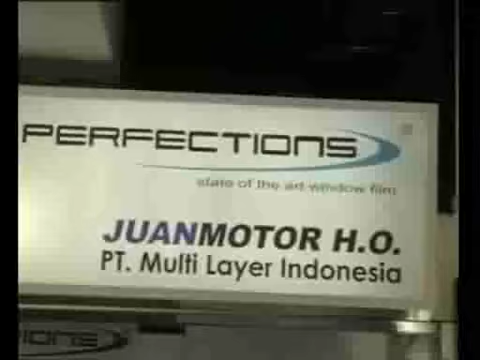 PERFECTIONS
state of the art window film
JUANMOTOR H.O.
PT. Multi Layer Indonesia